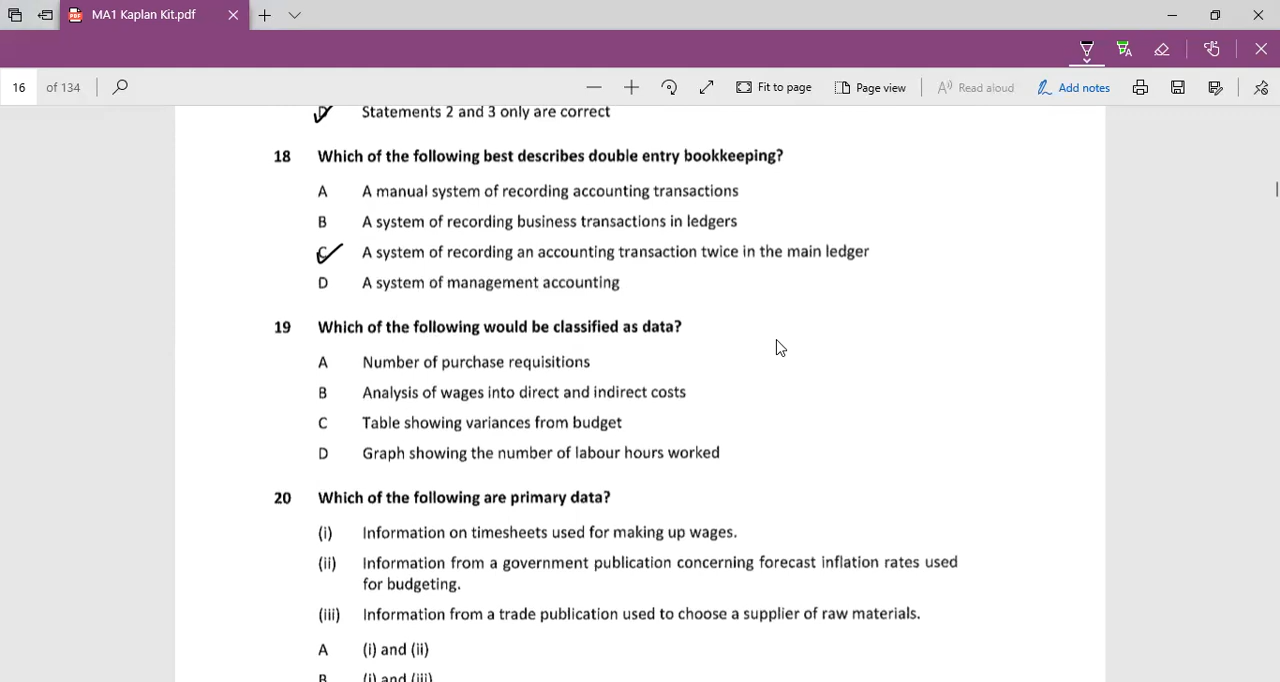 MA1 Kaplan Kit.pdf
16 of 134
Fit to page
Page view
Read aloud
Add notes
Statements 2 and 3 only are correct
18 Which of the following best describes double entry bookkeeping?
A A manual system of recording accounting transactions
B A system of recording business transactions in ledgers
C A system of recording an accounting transaction twice in the main ledger
D A system of management accounting
19 Which of the following would be classified as data?
A Number of purchase requisitions
B Analysis of wages into direct and indirect costs
C Table showing variances from budget
D Graph showing the number of labour hours worked
20 Which of the following are primary data?
(i) Information on timesheets used for making up wages.
(ii) Information from a government publication concerning forecast inflation rates used
for budgeting.
(iii) Information from a trade publication used to choose a supplier of raw materials.
A (i) and (ii)
B (i) and (iii)